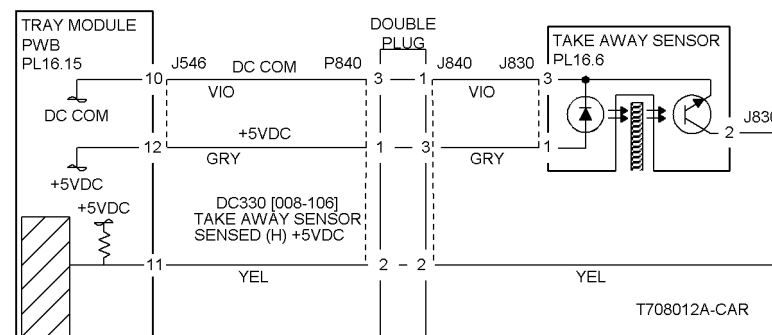 TRAY MODULE
PWB
PL16.15
DOUBLE
PLUG
TAKE AWAY SENSOR
PL16.6
10 J546 DC COM P840 3 1 J840 J830 3
VIO VIO
DC COM
12 +5VDC 1 3 1
GRY GRY
2 J830
+5VDC
+5VDC
DC330 [008-106]
TAKE AWAY SENSOR
SENSED (H) +5VDC
11 2 2
YEL YEL
T708012A-CAR